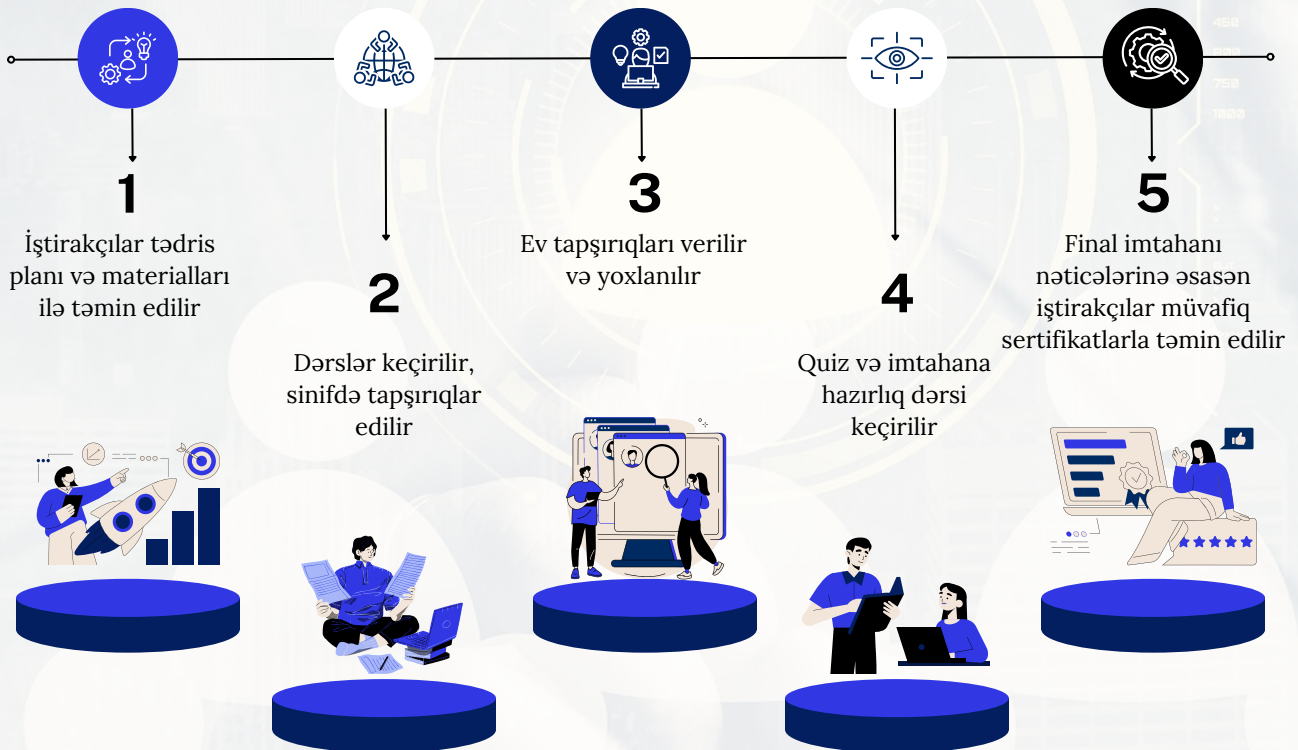 1
İştirakçılar tədris
planı və materialları
ilə təmin edilir
2
Dərslər keçirilir,
sinifdə tapşırıqlar
edilir
3
Ev tapşırıqları verilir
və yoxlanılır
4
Quiz və imtahana
hazırlıq dərsi
keçirilir
5
Final imtahanı
nəticələrinə əsasən
iştirakçılar müvafiq
sertifikatlarla təmin edilir